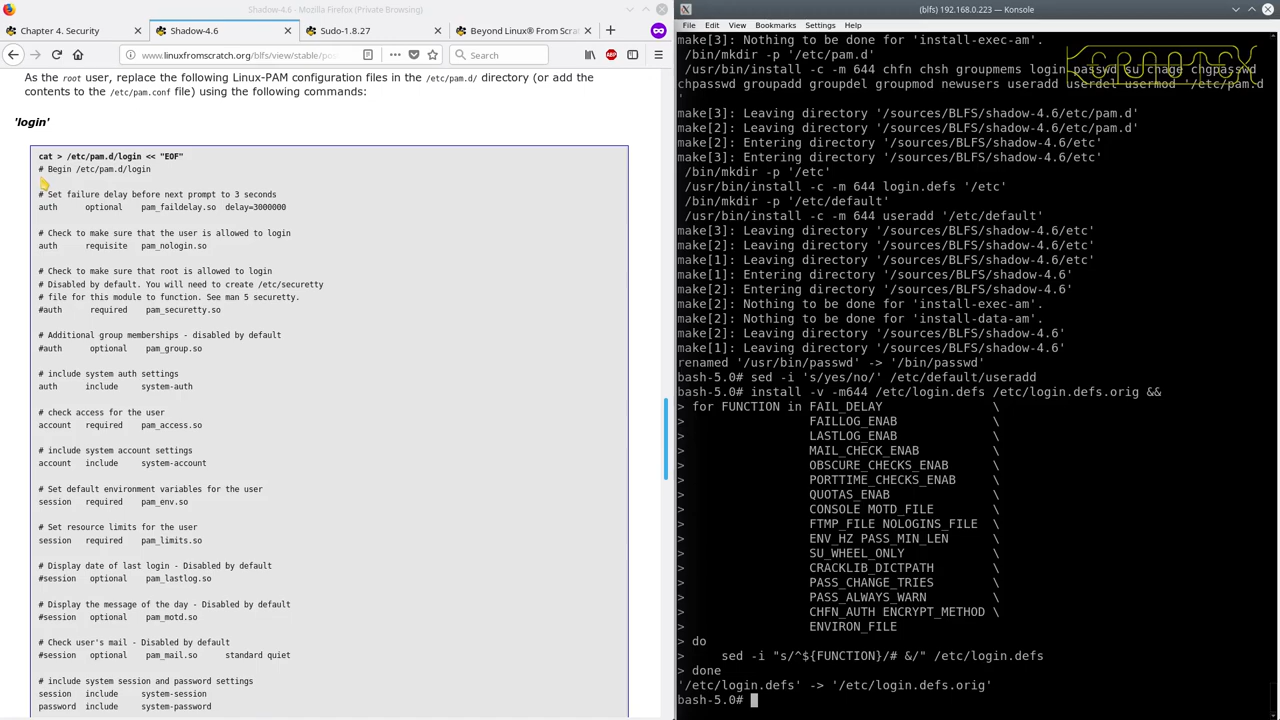 Shadow-4.6 - Mozilla Firefox (Private Browsing)
Chapter 4. Security
Shadow-4.6
Sudo-1.8.27
Beyond Linux® From Scrat
www.linuxfromscratch.org/blfs/view/stable/posti
Search
As the root user, replace the following Linux-PAM configuration files in the /etc/pam.d/ directory (or add the
contents to the /etc/pam.conf file) using the following commands:
'login'
cat > /etc/pam.d/login << "EOF"
# Begin /etc/pam.d/login
# Set failure delay before next prompt to 3 seconds
auth      optional    pam_faildelay.so  delay=3000000
# Check to make sure that the user is allowed to login
auth      requisite   pam_nologin.so
# Check to make sure that root is allowed to login
# Disabled by default. You will need to create /etc/securetty
# file for this module to function. See man 5 securetty.
#auth      required    pam_securetty.so
# Additional group memberships - disabled by default
#auth      optional    pam_group.so
# include system auth settings
auth      include     system-auth
# check access for the user
account   required    pam_access.so
# include system account settings
account   include     system-account
# Set default environment variables for the user
session   required    pam_env.so
# Set resource limits for the user
session   required    pam_limits.so
# Display date of last login - Disabled by default
#session   optional    pam_lastlog.so
# Display the message of the day - Disabled by default
#session   optional    pam_motd.so
# Check user's mail - Disabled by default
#session   optional    pam_mail.so      standard quiet
# include system session and password settings
session   include     system-session
password  include     system-password
(blfs) 192.168.0.223 — Konsole
File Edit View Bookmarks Settings Help
make[3]: Nothing to be done for 'install-exec-am'.
 /bin/mkdir -p '/etc/pam.d'
 /usr/bin/install -c -m 644 chfn chsh groupmems login passwd su chage chgpasswd
chpasswd groupadd groupdel groupmod newusers useradd userdel usermod '/etc/pam.d
'
make[3]: Leaving directory '/sources/BLFS/shadow-4.6/etc/pam.d'
make[2]: Leaving directory '/sources/BLFS/shadow-4.6/etc/pam.d'
make[2]: Entering directory '/sources/BLFS/shadow-4.6/etc'
make[3]: Entering directory '/sources/BLFS/shadow-4.6/etc'
 /bin/mkdir -p '/etc'
 /usr/bin/install -c -m 644 login.defs '/etc'
 /bin/mkdir -p '/etc/default'
 /usr/bin/install -c -m 644 useradd '/etc/default'
make[3]: Leaving directory '/sources/BLFS/shadow-4.6/etc'
make[2]: Leaving directory '/sources/BLFS/shadow-4.6/etc'
make[1]: Leaving directory '/sources/BLFS/shadow-4.6/etc'
make[1]: Entering directory '/sources/BLFS/shadow-4.6'
make[2]: Entering directory '/sources/BLFS/shadow-4.6'
make[2]: Nothing to be done for 'install-exec-am'.
make[2]: Nothing to be done for 'install-data-am'.
make[2]: Leaving directory '/sources/BLFS/shadow-4.6'
make[1]: Leaving directory '/sources/BLFS/shadow-4.6'
renamed '/usr/bin/passwd' -> '/bin/passwd'
bash-5.0# sed -i 's/yes/no/' /etc/default/useradd
bash-5.0# install -v -m644 /etc/login.defs /etc/login.defs.orig &&
> for FUNCTION in FAIL_DELAY               \
>                 FAILLOG_ENAB             \
>                 LASTLOG_ENAB             \
>                 MAIL_CHECK_ENAB          \
>                 OBSCURE_CHECKS_ENAB      \
>                 PORTTIME_CHECKS_ENAB     \
>                 QUOTAS_ENAB              \
>                 CONSOLE MOTD_FILE        \
>                 FTMP_FILE NOLOGINS_FILE  \
>                 ENV_HZ PASS_MIN_LEN      \
>                 SU_WHEEL_ONLY            \
>                 CRACKLIB_DICTPATH        \
>                 PASS_CHANGE_TRIES        \
>                 PASS_ALWAYS_WARN         \
>                 CHFN_AUTH ENCRYPT_METHOD \
>                 ENVIRON_FILE
> do
>     sed -i "s/^${FUNCTION}/# &/" /etc/login.defs
> done
'/etc/login.defs' -> '/etc/login.defs.orig'
bash-5.0#